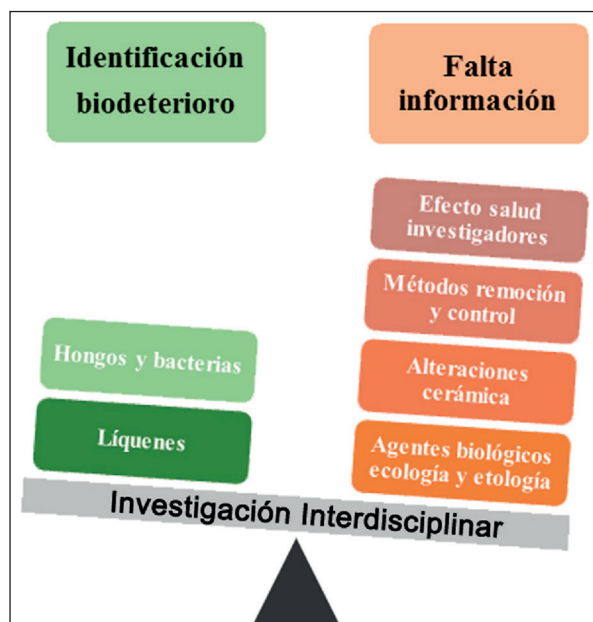 Identificación
biodeterioro
Falta
información
Efecto salud
investigadores
Métodos remoción
y control
Hongos y bacterias
Alteraciones
cerámica
Líquenes
Agentes biológicos
ecología y etología
Investigación Interdisciplinar